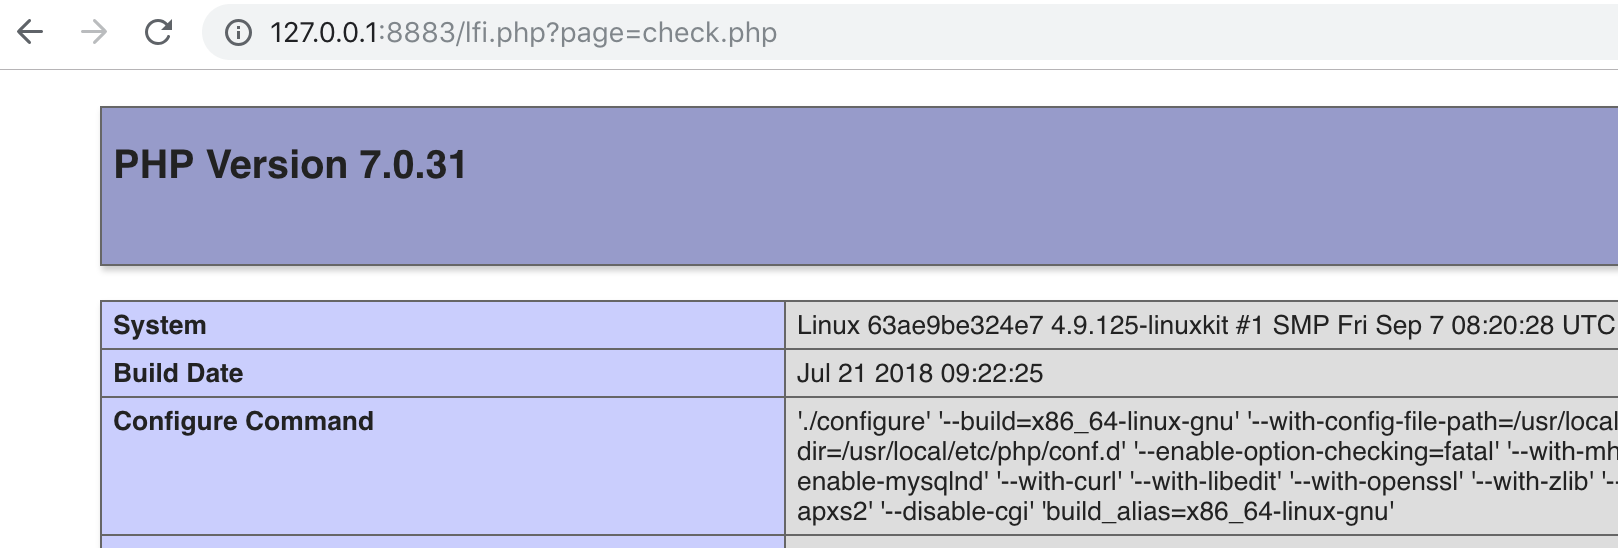 127.0.0.1:8883/lfi.php?page=check.php
PHP Version 7.0.31
System Linux 63ae9be324e7 4.9.125-linuxkit #1 SMP Fri Sep 7 08:20:28 UTC
Build Date Jul 21 2018 09:22:25
Configure Command './configure' '--build=x86_64-linux-gnu' '--with-config-file-path=/usr/local
dir=/usr/local/etc/php/conf.d' '--enable-option-checking=fatal' '--with-mh
enable-mysqlnd' '--with-curl' '--with-libedit' '--with-openssl' '--with-zlib' '--
apxs2' '--disable-cgi' 'build_alias=x86_64-linux-gnu'